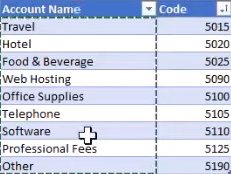 Account Name Code
Travel 5015
Hotel 5020
Food & Beverage 5025
Web Hosting 5090
Office Supplies 5100
Telephone 5105
Software 5110
Professional Fees 5125
Other 5190